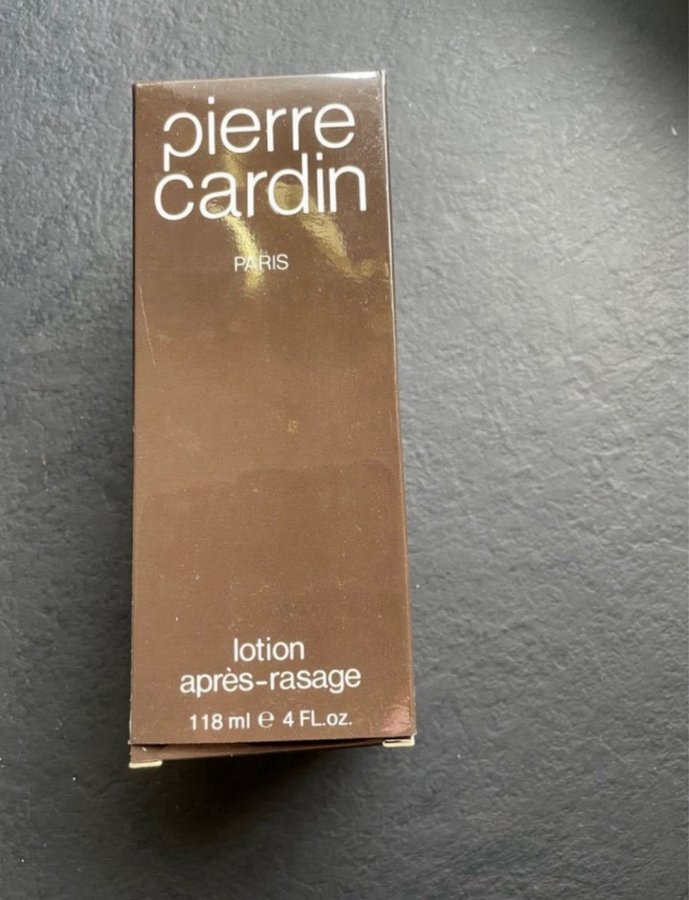 pierre
cardin
PARIS
lotion
après-rasage
118 ml ℮ 4 FL.oz.